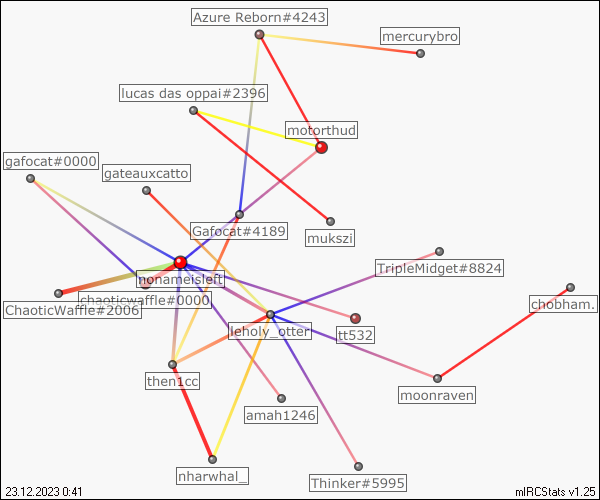 Azure Reborn#4243
mercurybro
lucas das oppai#2396
motorthud
gafocat#0000
gateauxcatto
Gafocat#4189
mukszi
TripleMidget#8824
nonameisleft
chaoticwaffle#0000
ChaoticWaffle#2006
chobham.
leholy_otter
tt532
then1cc
moonraven
amah1246
nharwhal_
Thinker#5995
23.12.2023 0:41
mIRCStats v1.25